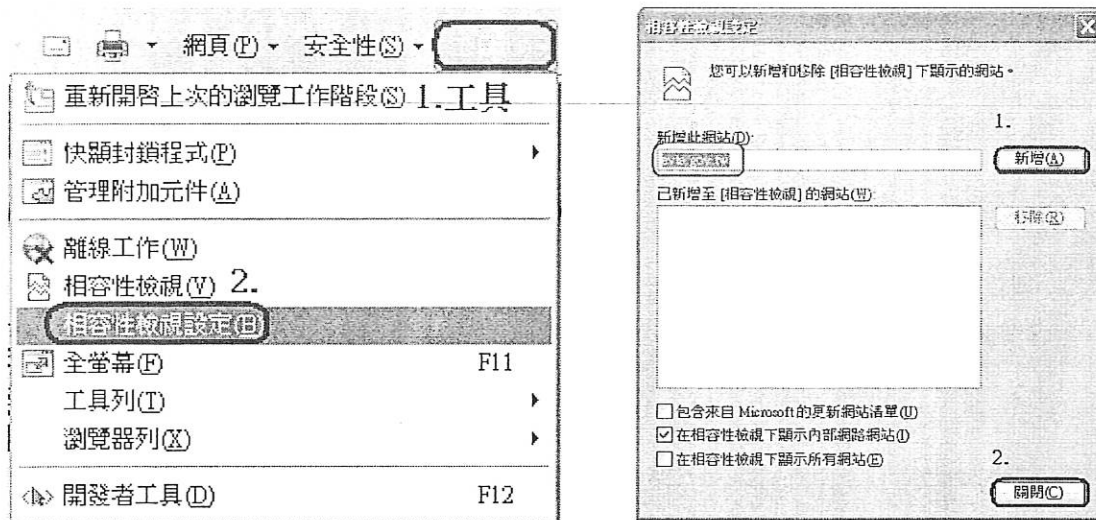 網頁(P) 安全性(S)
重新開啓上次的瀏覽工作階段(S) 1.工具
快顯封鎖程式(P)
管理附加元件(A)
離線工作(W)
相容性檢視(V) 2.
相容性檢視設定(B)
全螢幕(F) F11
工具列(T)
瀏覽器列(X)
開發者工具(D) F12
相容性檢視設定
您可以新增和移除 [相容性檢視] 下顯示的網站。
1.
新增此網站(D):
新增(A)
已新增至 [相容性檢視] 的網站(W):
移除(R)
包含來自 Microsoft 的更新網站清單(U)
在相容性檢視下顯示內部網路網站(I)
在相容性檢視下顯示所有網站(E)
2.
關閉(C)